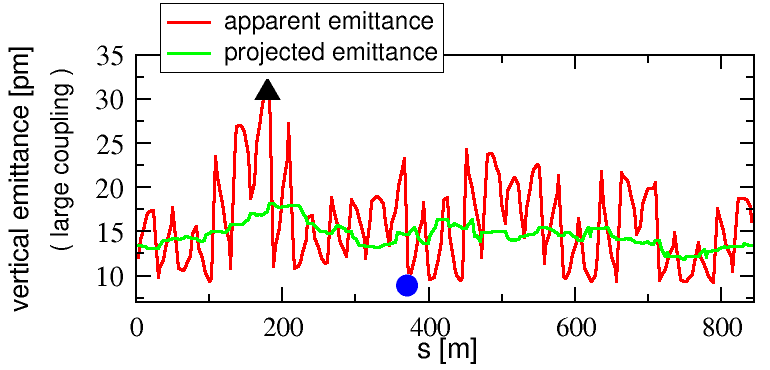 apparent emittance
projected emittance
vertical emittance [pm]
( large coupling )
35
30
25
20
15
10
0
200
400
600
800
s [m]